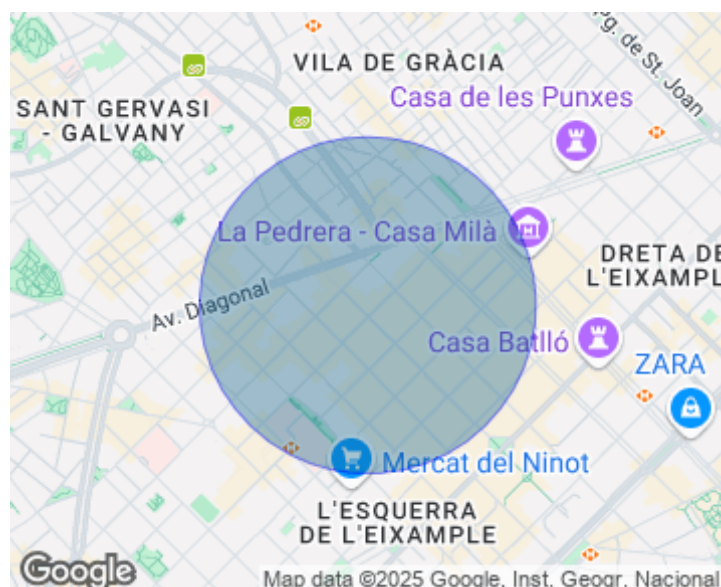 VILA DE GRÀCIA
rg. de St. Joan
Casa de les Punxes
SANT GERVASI
- GALVANY
La Pedrera - Casa Milà
DRETA DE
L'EIXAMPL
Av. Diagonal
Casa Batlló
ZARA
Mercat del Ninot
L'ESQUERRA
DE L'EIXAMPLE
Google
Map data ©2025 Google, Inst. Geogr. Nacional